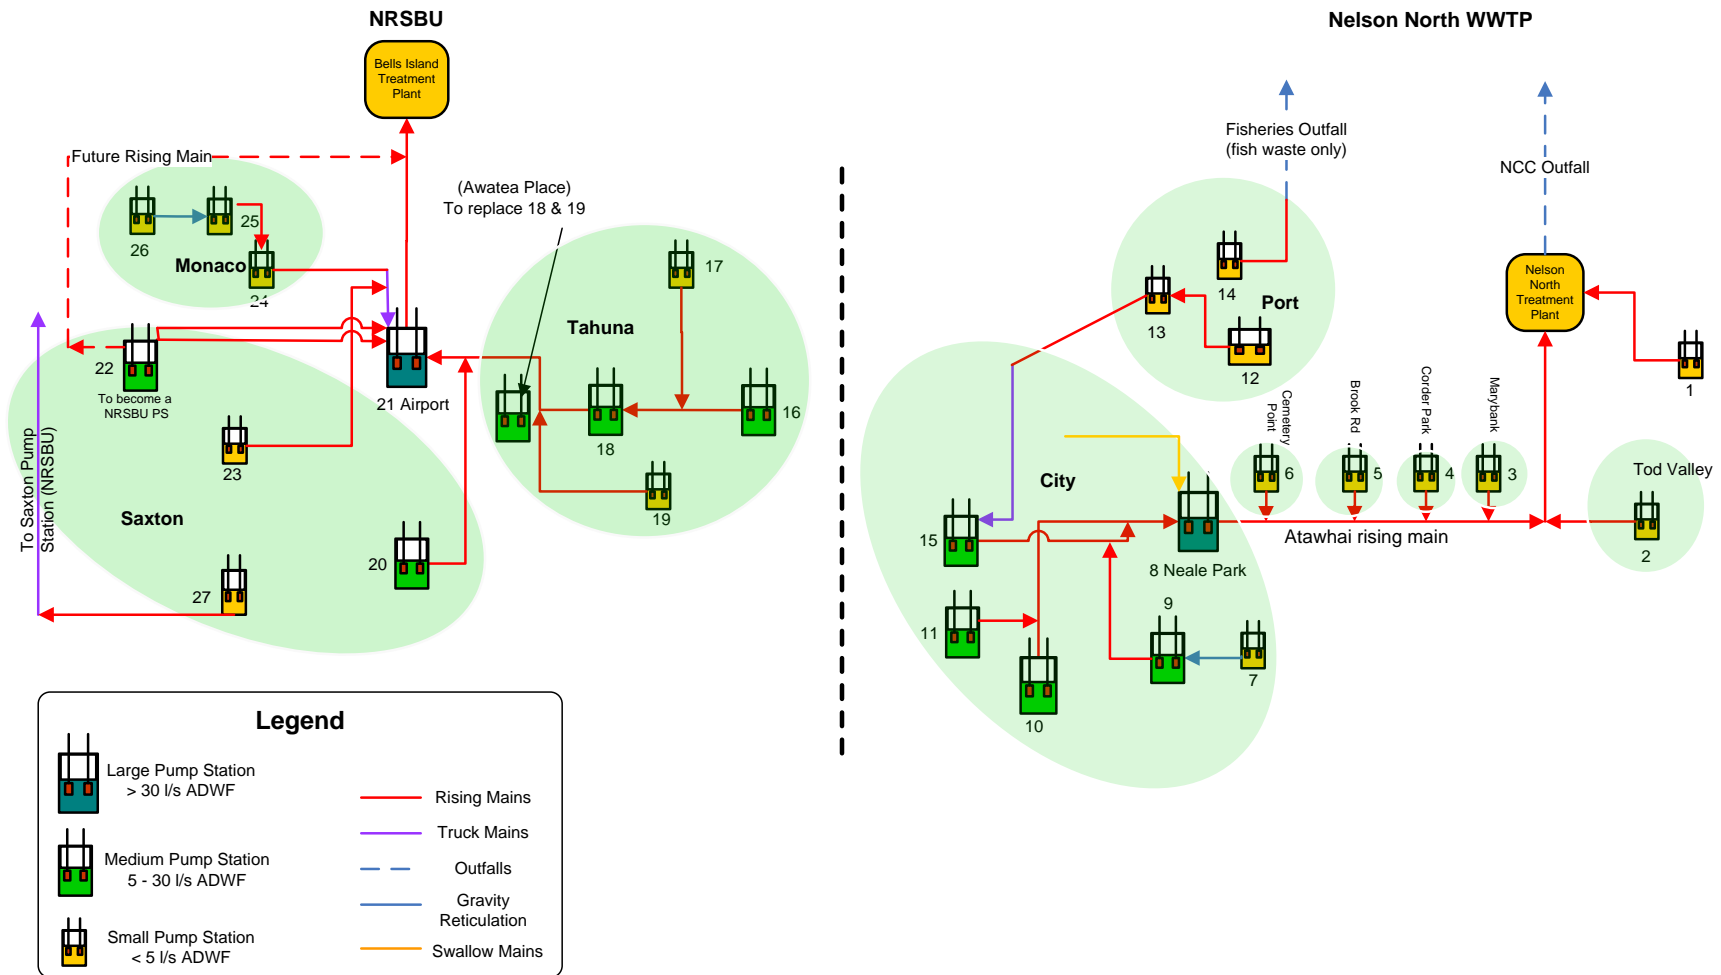 NRSBU
Nelson North WWTP
Bells Island
Treatment
Plant
Future Rising Main
26
25
Monaco
24
(Awatea Place)
To replace 18 & 19
17
Tahuna
22
To become a
NRSBU PS
21 Airport
18
16
19
23
Saxton
20
27
To Saxton Pump
Station (NRSBU)
Fisheries Outfall
(fish waste only)
NCC Outfall
14
Port
13
12
Nelson
North
Treatment
Plant
1
Cemetery
Point
Brook Rd
Corder Park
Marybank
6
5
4
3
Tod Valley
2
City
15
8 Neale Park
Atawhai rising main
11
9
7
10
Legend
Large Pump Station
> 30 l/s ADWF
Medium Pump Station
5 - 30 l/s ADWF
Small Pump Station
< 5 l/s ADWF
Rising Mains
Truck Mains
Outfalls
Gravity
Reticulation
Swallow Mains